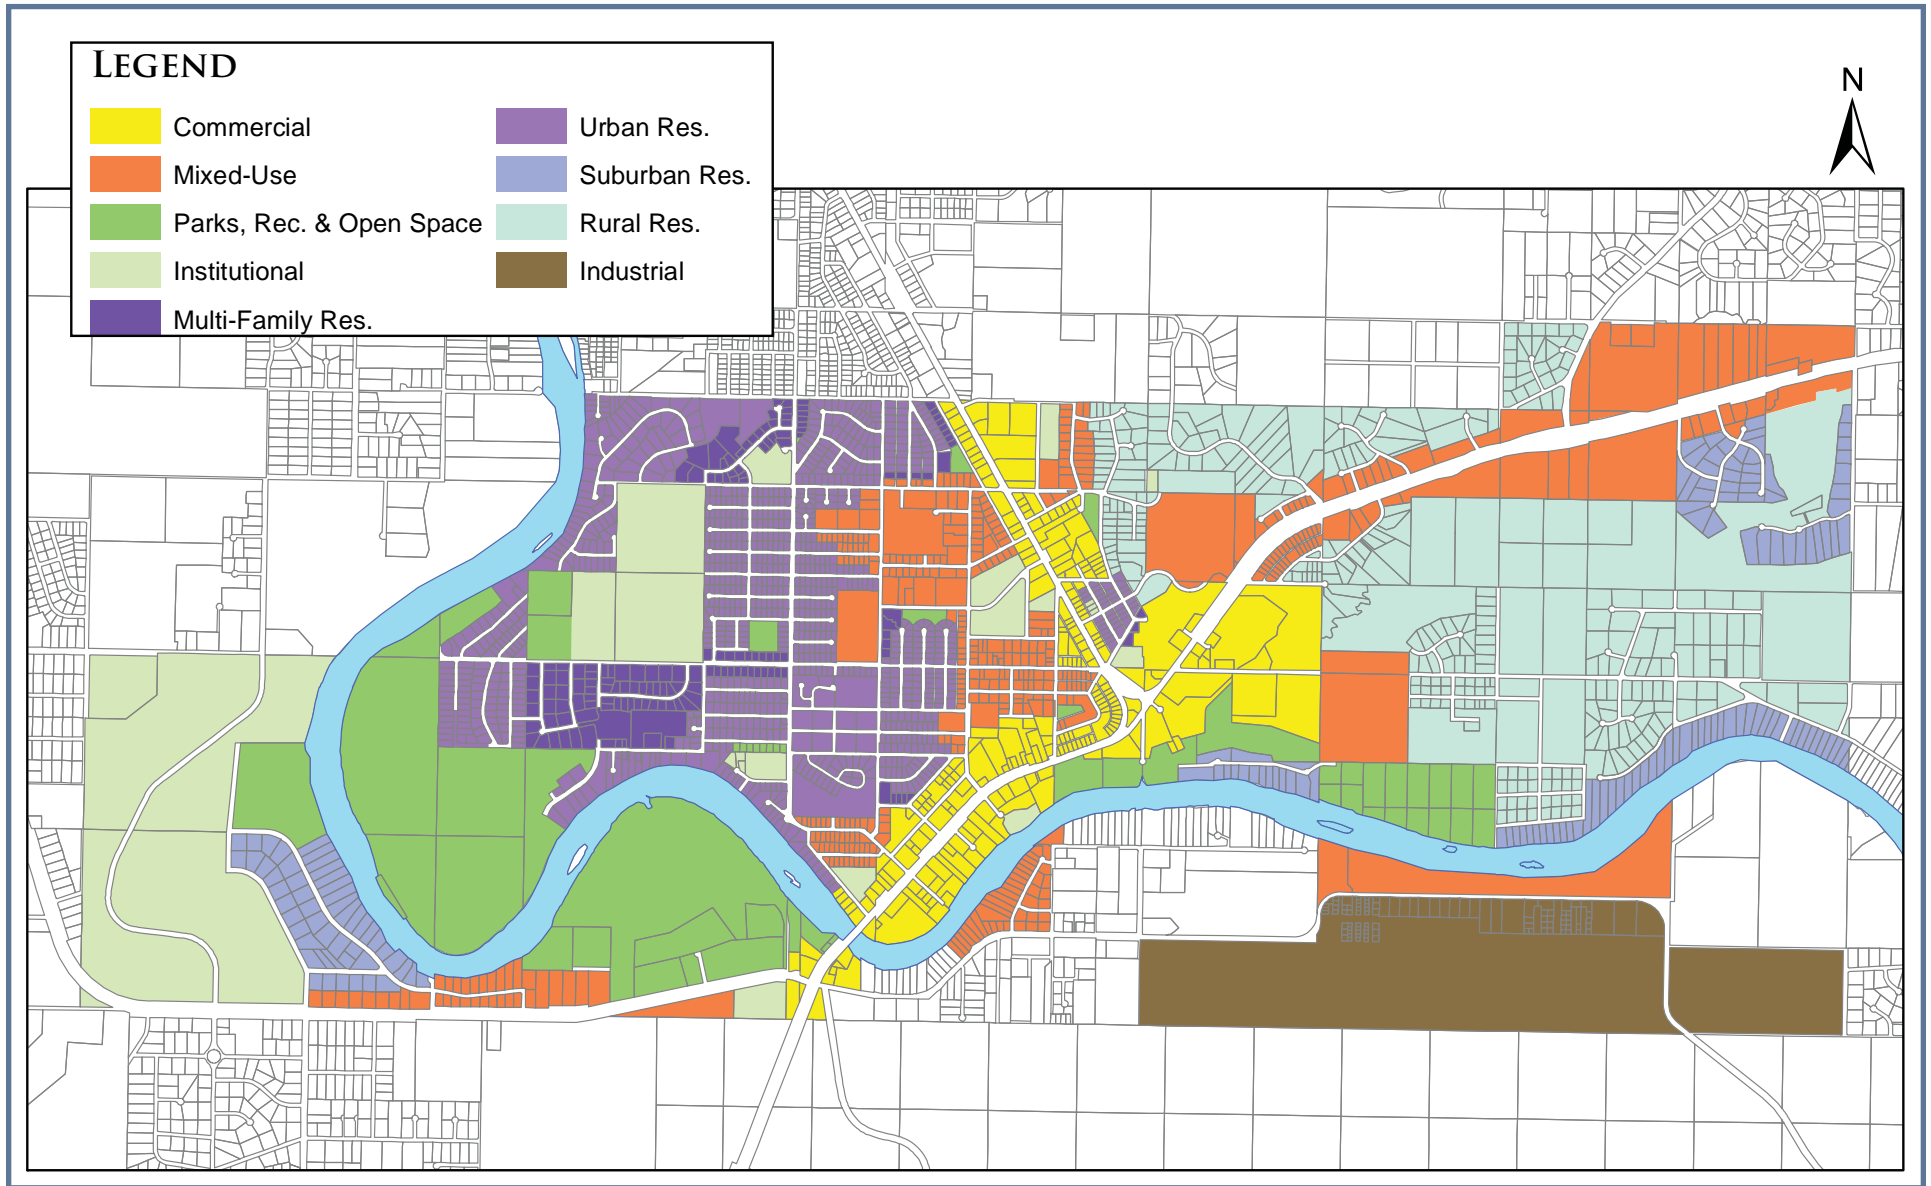 LEGEND
Commercial
Mixed-Use
Parks, Rec. & Open Space
Institutional
Multi-Family Res.
Urban Res.
Suburban Res.
Rural Res.
Industrial
N